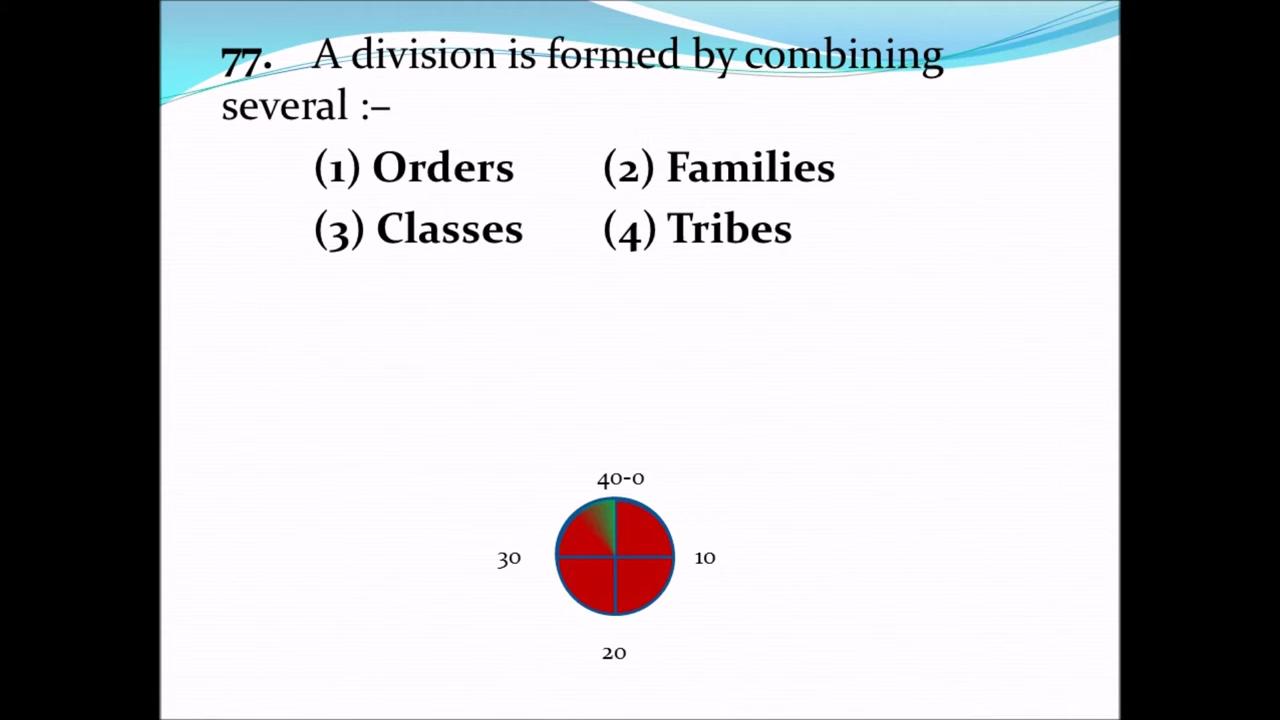 77. A division is formed by combining
several :–
(1) Orders (2) Families
(3) Classes (4) Tribes
40-0
30 10
20